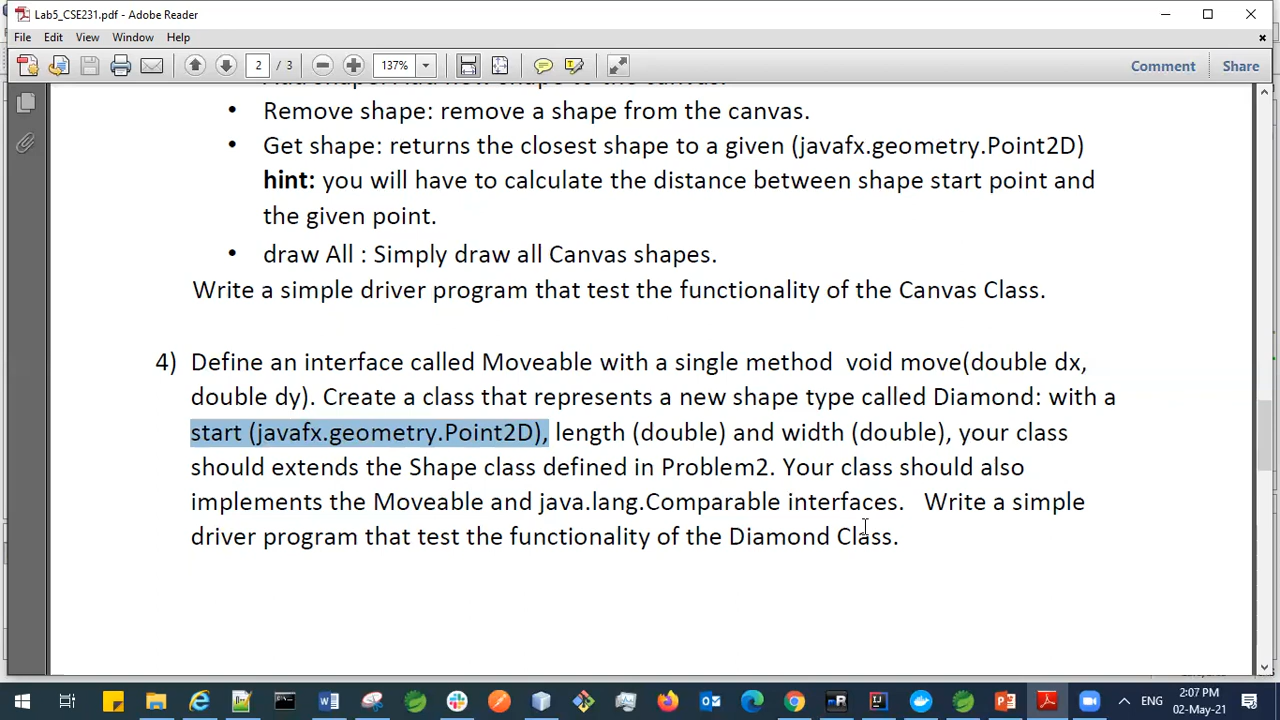 Lab5_CSE231.pdf - Adobe Reader
File Edit View Window Help
2 / 3 137% Comment Share
• Remove shape: remove a shape from the canvas.
• Get shape: returns the closest shape to a given (javafx.geometry.Point2D)
hint: you will have to calculate the distance between shape start point and
the given point.
• draw All : Simply draw all Canvas shapes.
Write a simple driver program that test the functionality of the Canvas Class.
4) Define an interface called Moveable with a single method void move(double dx,
double dy). Create a class that represents a new shape type called Diamond: with a
start (javafx.geometry.Point2D), length (double) and width (double), your class
should extends the Shape class defined in Problem2. Your class should also
implements the Moveable and java.lang.Comparable interfaces. Write a simple
driver program that test the functionality of the Diamond Class.
ENG
2:07 PM
02-May-21